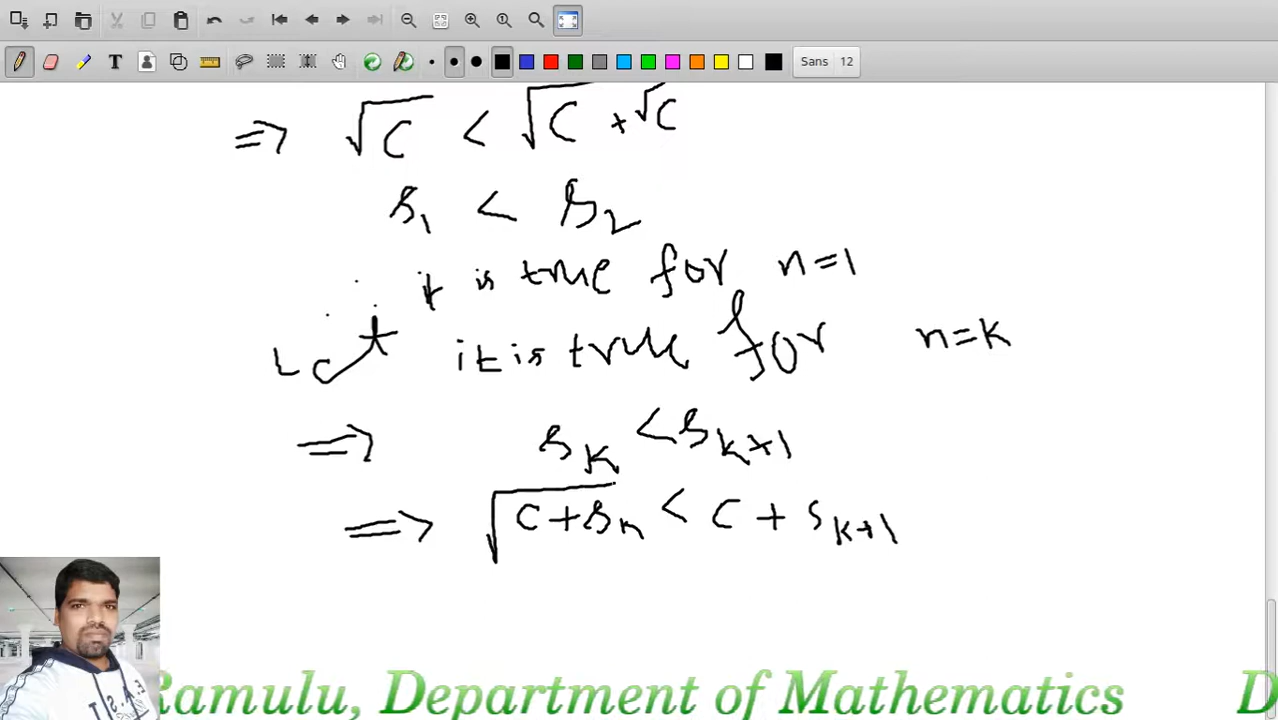 Sans 12
⇒ √C < √C + √C
s₁ < s₂
it is true for n=1
Let it is true for n=k
⇒ s_k < s_{k+1}
⇒ √(C+s_n) < C + s_{k+1}
Ramulu, Department of Mathematics D